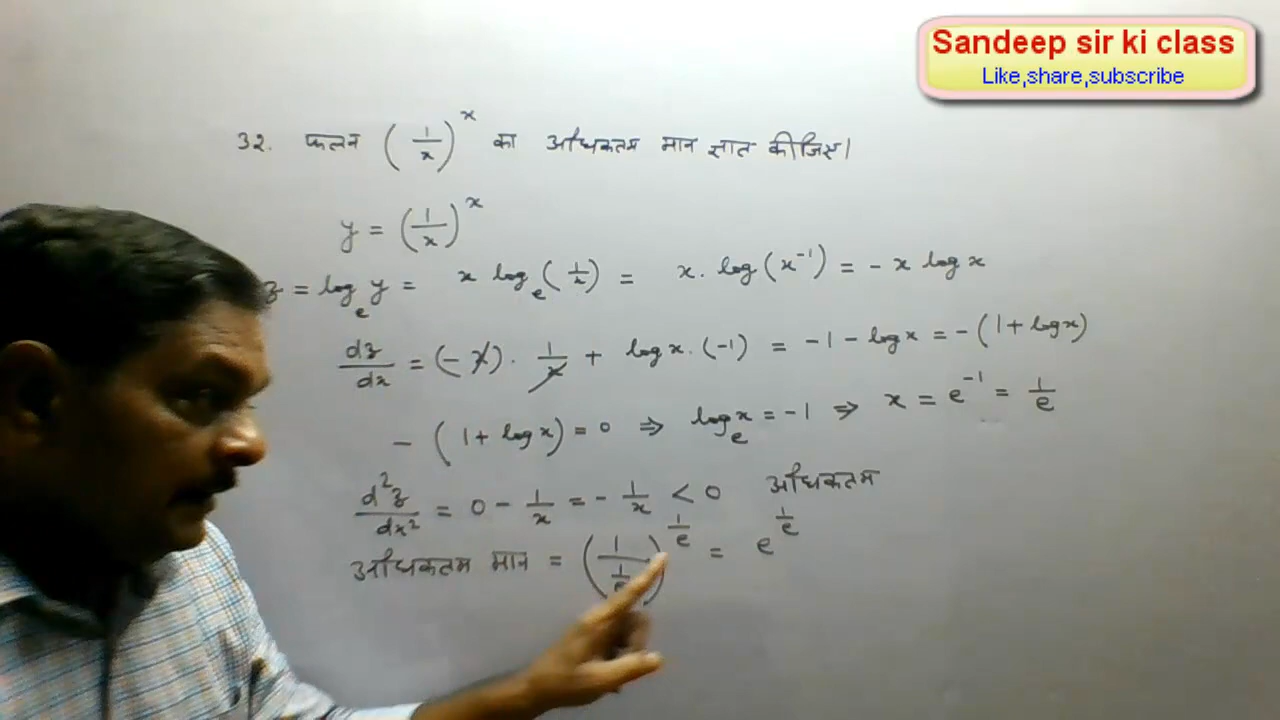 Sandeep sir ki class
Like,share,subscribe
32. फलन (1/x)^x का अधिकतम मान ज्ञात कीजिए।
y = (1/x)^x
z = log_e y = x log_e (1/x) = x. log(x^-1) = - x log x
dz/dx = (-x). 1/x + log x. (-1) = -1 - log x = -(1 + log x)
- (1 + log x) = 0 ⇒ log_e x = -1 ⇒ x = e^-1 = 1/e
d²z/dx² = 0 - 1/x = - 1/x < 0 अधिकतम
अधिकतम मान = (1/(1/e))^(1/e) = e^(1/e)